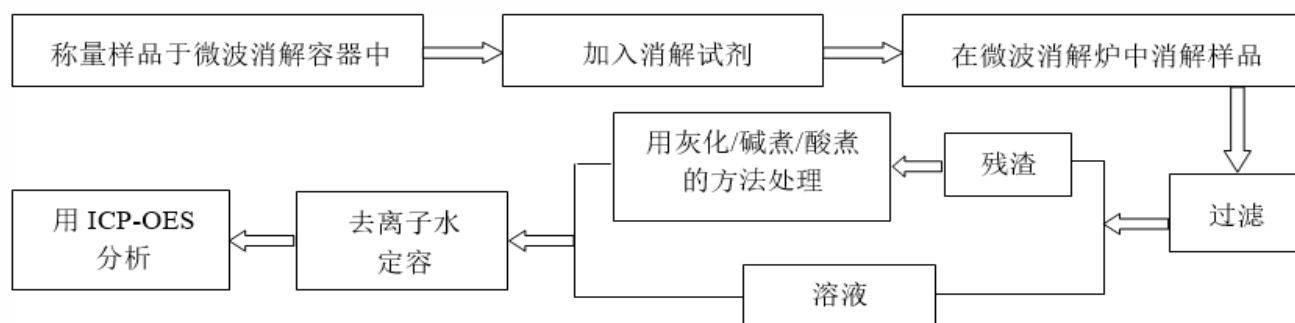 称量样品于微波消解容器中
加入消解试剂
在微波消解炉中消解样品
过滤
残渣
用灰化/碱煮/酸煮
的方法处理
溶液
去离子水
定容
用 ICP-OES
分析